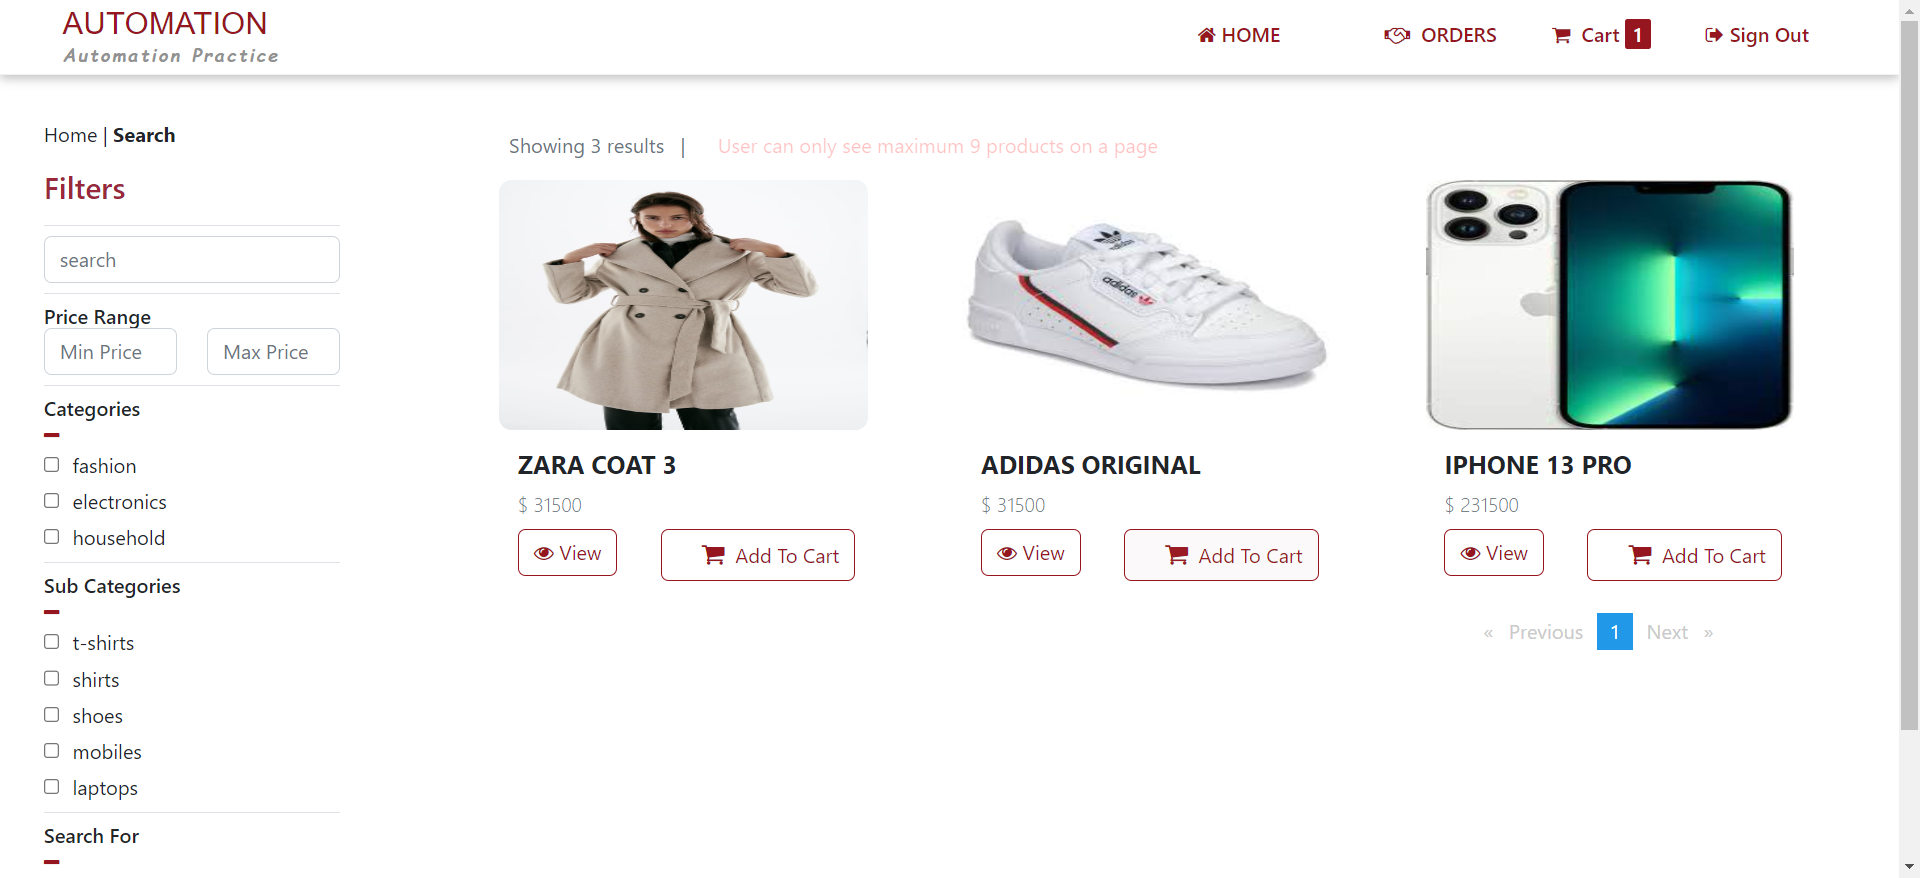 AUTOMATION
Automation Practice
HOME
ORDERS
Cart 1
Sign Out
Home | Search
Filters
search
Price Range
Min Price
Max Price
Categories
fashion
electronics
household
Sub Categories
t-shirts
shirts
shoes
mobiles
laptops
Search For
Showing 3 results |
User can only see maximum 9 products on a page
adidas
adidas
ZARA COAT 3
$ 31500
View
Add To Cart
ADIDAS ORIGINAL
$ 31500
View
Add To Cart
IPHONE 13 PRO
$ 231500
View
Add To Cart
« Previous 1 Next »